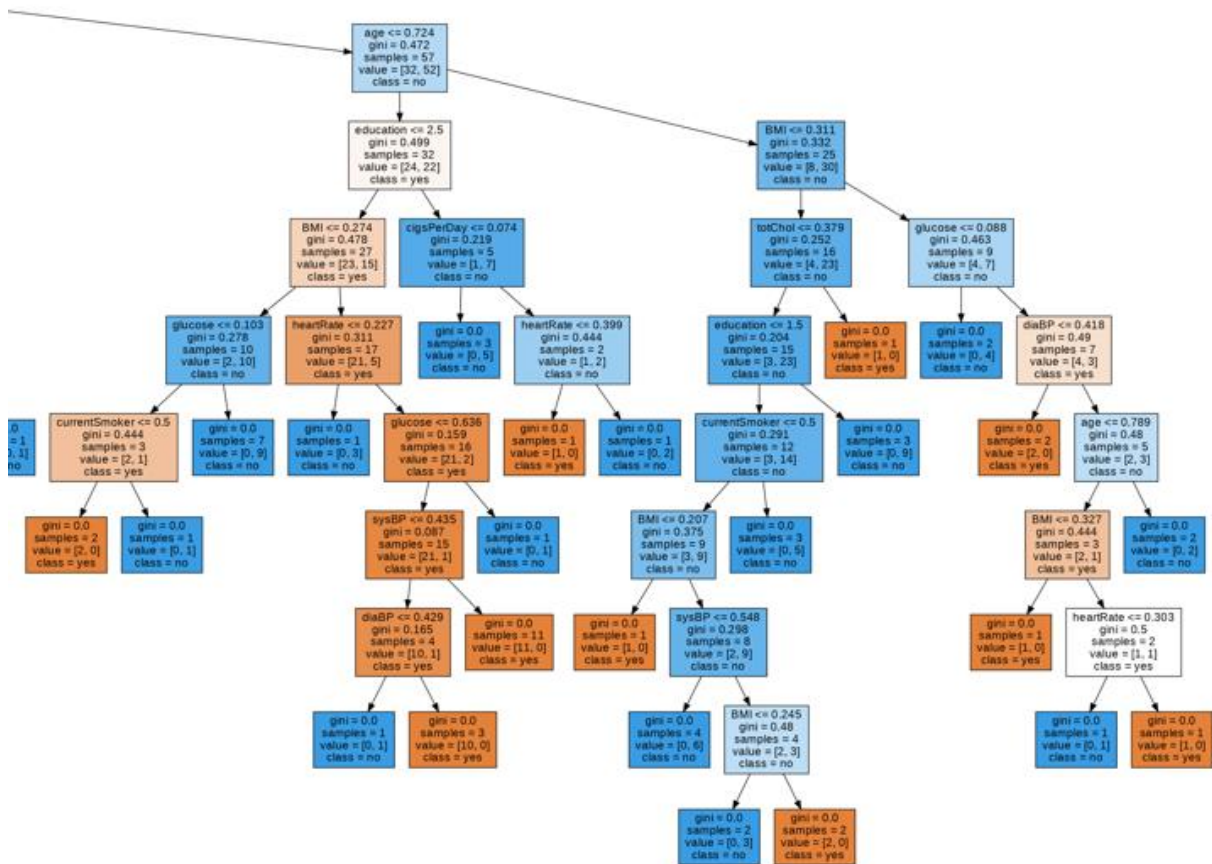 age <= 0.724
gini = 0.472
samples = 57
value = [32, 52]
class = no
education <= 2.5
gini = 0.499
samples = 32
value = [24, 22]
class = yes
BMI <= 0.311
gini = 0.332
samples = 25
value = [8, 30]
class = no
BMI <= 0.274
gini = 0.478
samples = 27
value = [23, 15]
class = yes
cigsPerDay <= 0.074
gini = 0.219
samples = 5
value = [1, 7]
class = no
totChol <= 0.379
gini = 0.252
samples = 16
value = [4, 23]
class = no
glucose <= 0.088
gini = 0.463
samples = 9
value = [4, 7]
class = no
glucose <= 0.103
gini = 0.278
samples = 10
value = [2, 10]
class = no
heartRate <= 0.227
gini = 0.311
samples = 17
value = [21, 5]
class = yes
gini = 0.0
samples = 3
value = [0, 5]
class = no
heartRate <= 0.399
gini = 0.444
samples = 2
value = [1, 2]
class = no
education <= 1.5
gini = 0.204
samples = 15
value = [3, 23]
class = no
gini = 0.0
samples = 1
value = [1, 0]
class = yes
gini = 0.0
samples = 2
value = [0, 4]
class = no
diaBP <= 0.418
gini = 0.49
samples = 7
value = [4, 3]
class = yes
0.0
= 1
0, 1]
no
currentSmoker <= 0.5
gini = 0.444
samples = 3
value = [2, 1]
class = yes
gini = 0.0
samples = 7
value = [0, 9]
class = no
gini = 0.0
samples = 1
value = [0, 3]
class = no
glucose <= 0.636
gini = 0.159
samples = 16
value = [21, 2]
class = yes
gini = 0.0
samples = 1
value = [1, 0]
class = yes
gini = 0.0
samples = 1
value = [0, 2]
class = no
currentSmoker <= 0.5
gini = 0.291
samples = 12
value = [3, 14]
class = no
gini = 0.0
samples = 3
value = [0, 9]
class = no
gini = 0.0
samples = 2
value = [2, 0]
class = yes
age <= 0.789
gini = 0.48
samples = 5
value = [2, 3]
class = no
gini = 0.0
samples = 2
value = [2, 0]
class = yes
gini = 0.0
samples = 1
value = [0, 1]
class = no
sysBP <= 0.435
gini = 0.087
samples = 15
value = [21, 1]
class = yes
gini = 0.0
samples = 1
value = [0, 1]
class = no
BMI <= 0.207
gini = 0.375
samples = 9
value = [3, 9]
class = no
gini = 0.0
samples = 3
value = [0, 5]
class = no
BMI <= 0.327
gini = 0.444
samples = 3
value = [2, 1]
class = yes
gini = 0.0
samples = 2
value = [0, 2]
class = no
diaBP <= 0.429
gini = 0.165
samples = 4
value = [10, 1]
class = yes
gini = 0.0
samples = 11
value = [11, 0]
class = yes
gini = 0.0
samples = 1
value = [1, 0]
class = yes
sysBP <= 0.548
gini = 0.298
samples = 8
value = [2, 9]
class = no
gini = 0.0
samples = 1
value = [1, 0]
class = yes
heartRate <= 0.303
gini = 0.5
samples = 2
value = [1, 1]
class = yes
gini = 0.0
samples = 1
value = [0, 1]
class = no
gini = 0.0
samples = 3
value = [10, 0]
class = yes
gini = 0.0
samples = 4
value = [0, 6]
class = no
BMI <= 0.245
gini = 0.48
samples = 4
value = [2, 3]
class = no
gini = 0.0
samples = 1
value = [0, 1]
class = no
gini = 0.0
samples = 1
value = [1, 0]
class = yes
gini = 0.0
samples = 2
value = [0, 3]
class = no
gini = 0.0
samples = 2
value = [2, 0]
class = yes